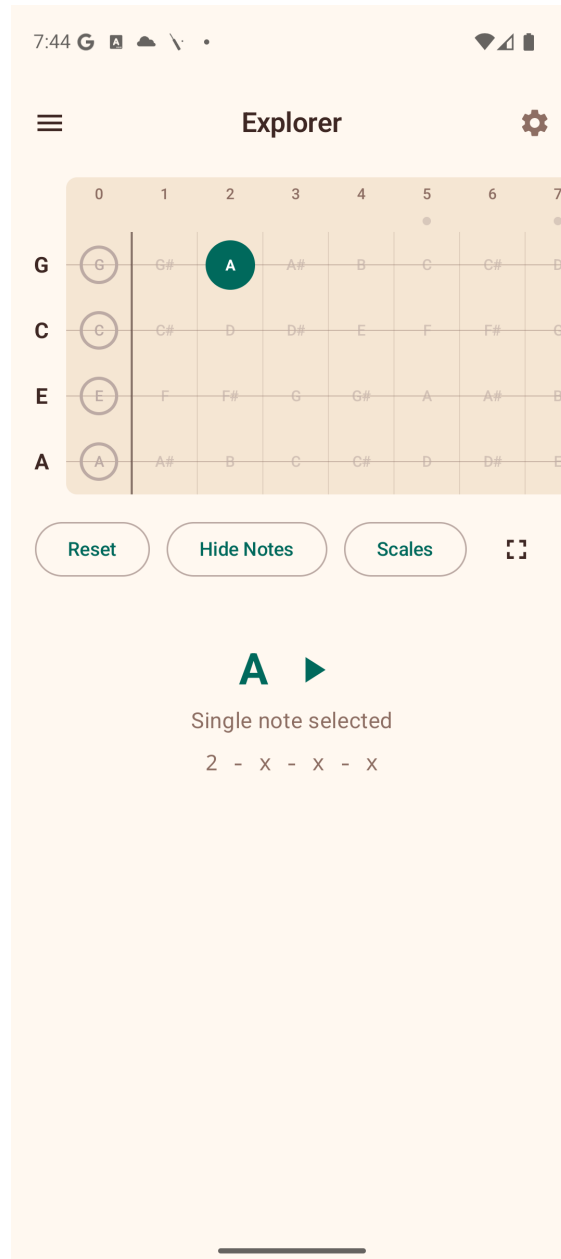 7:44 G A
Explorer
0 1 2 3 4 5 6 7
G G G# A A# B C C# D
C C C# D D# E F F# G
E E F F# G G# A A# B
A A A# B C C# D D# E
Reset Hide Notes Scales
A
Single note selected
2 - x - x - x